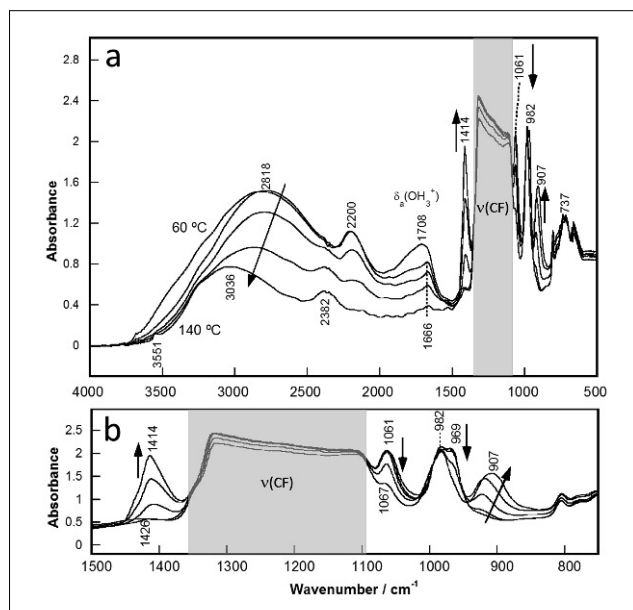 a
Absorbance
2.8
2.4
2
1.6
1.2
0.8
0.4
0
60 ºC
140 ºC
3551
3036
2818
2382
2200
δa(OH3+)
1708
1666
1414
ν(CF)
1061
982
907
737
4000 3000 2500 2000 1500 1000 500
b
Absorbance
2.5
2
1.5
1
0.5
0
1414
1426
ν(CF)
1061
1067
982
969
907
1500 1400 1300 1200 1100 1000 900 800
Wavenumber / cm-1